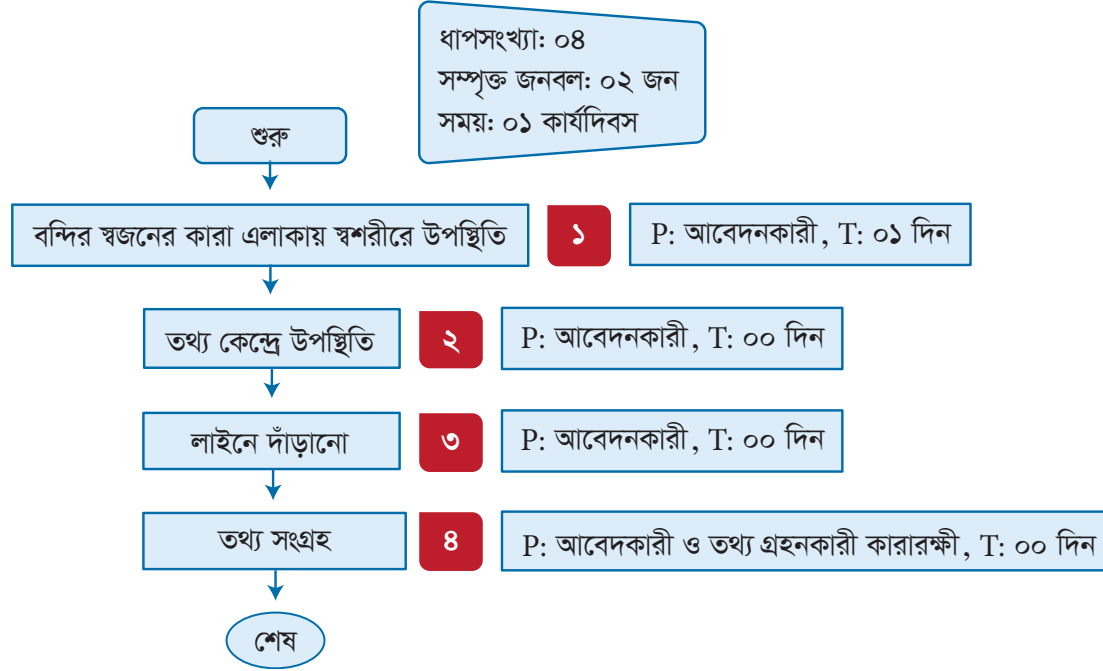 ধাপসংখ্যা: ০৪
সম্পৃক্ত জনবল: ০২ জন
সময়: ০১ কার্যদিবস
শুরু
বন্দির স্বজনের কারা এলাকায় স্বশরীরে উপস্থিতি
১
P: আবেদনকারী, T: ০১ দিন
তথ্য কেন্দ্রে উপস্থিতি
২
P: আবেদনকারী, T: ০০ দিন
লাইনে দাঁড়ানো
৩
P: আবেদনকারী, T: ০০ দিন
তথ্য সংগ্রহ
৪
P: আবেদকারী ও তথ্য গ্রহনকারী কারারক্ষী, T: ০০ দিন
শেষ